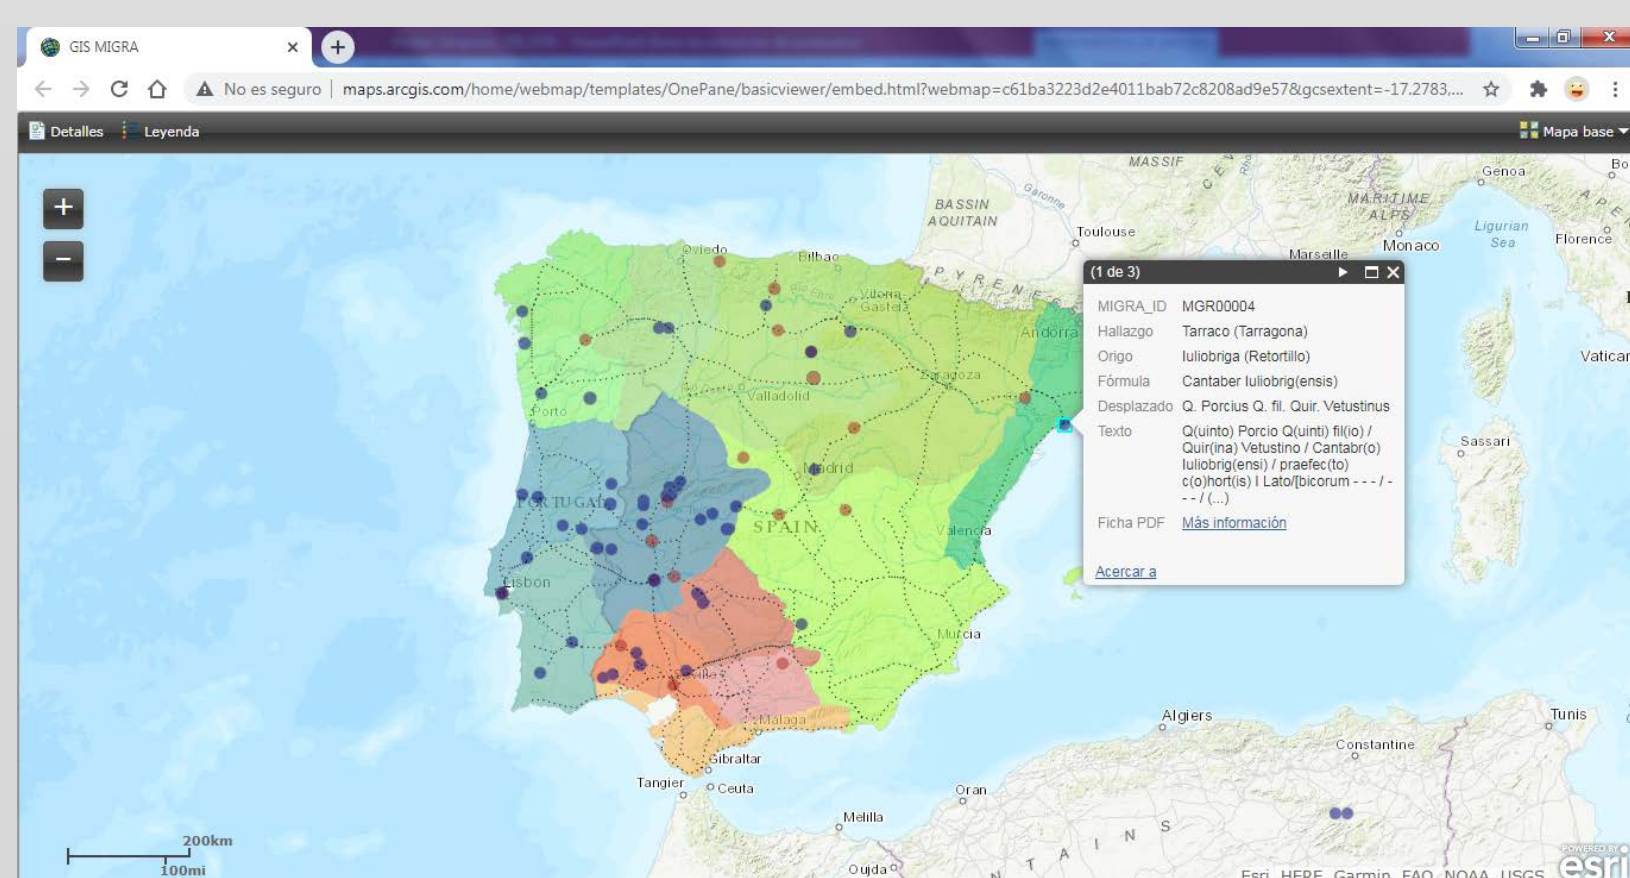 GIS MIGRA
No es seguro | maps.arcgis.com/home/webmap/templates/OnePane/basicviewer/embed.html?webmap=c61ba3223d2e4011bab72c8208ad9e57&gcsextent=-17.2783,...
Detalles Leyenda Mapa base
+
−
MASSIF
Genoa
Bo
BASSIN
AQUITAIN
Garonne
MARITIME
ALPS
Ligurian
Sea
Toulouse
Monaco
Florence
Marseille
Oviedo
Bilbao
PYRENE
Vitoria-
Gasteiz
Andorra
(1 de 3)
MIGRA_ID MGR00004
Hallazgo Tarraco (Tarragona)
Origo Iuliobriga (Retortillo)
Fórmula Cantaber Iuliobrig(ensis)
Desplazado Q. Porcius Q. fil. Quir. Vetustinus
Texto Q(uinto) Porcio Q(uinti) fil(io) /
Quir(ina) Vetustino / Cantabr(o)
Iuliobrig(ensi) / praefec(to)
c(o)hort(is) I Lato/[bicorum - - - / -
- - / (...)
Ficha PDF Más información
Acercar a
Vatican
Zaragoza
Valladolid
Porto
Sassari
Madrid
PORTUGAL
SPAIN
Valencia
Lisbon
Murcia
Sevilla
Málaga
Algiers
Tunis
Constantine
Gibraltar
Tangier
Ceuta
Oran
Melilla
T A I N S
Oujda
200km
100mi
POWERED BY
esri
Esri, HERE, Garmin, FAO, NOAA, USGS